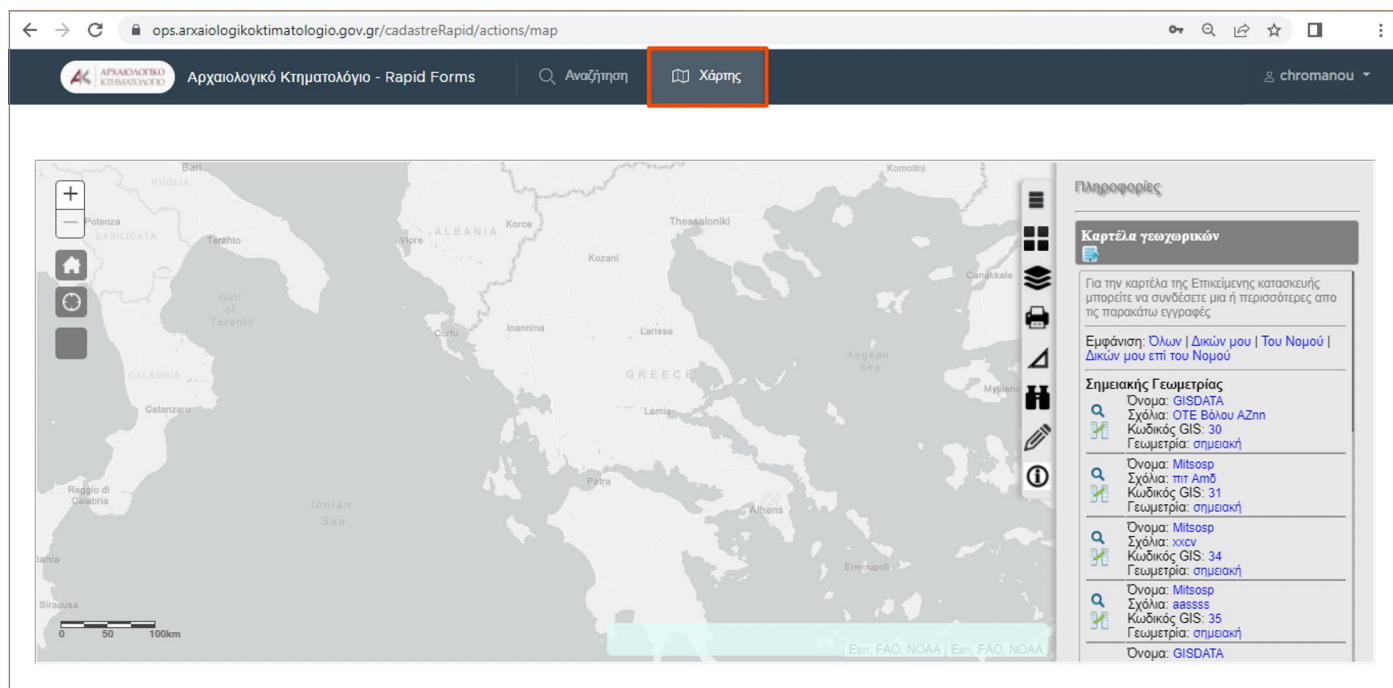 ops.arxaiologikoktimatologio.gov.gr/cadastreRapid/actions/map
ΑΡΧΑΙΟΛΟΓΙΚΟ
ΚΤΗΜΑΤΟΛΟΓΙΟ
Αρχαιολογικό Κτηματολόγιο - Rapid Forms
Αναζήτηση
Χάρτης
chromanou
Bari
PUGLIA
Komotini
Potenza
BASILICATA
Taranto
Vlore
ALBANIA
Korce
Thessaloniki
Kozani
Canakkale
Gulf
of
Taranto
Corfu
Ioannina
Larissa
Aegean
Sea
CALABRIA
GREECE
Mytilene
Catanzaro
Lamia
Reggio di
Calabria
Ionian
Sea
Patra
Athens
tania
Ermoupoli
Siracusa
0 50 100km
Esri, FAO, NOAA | Esri, FAO, NOAA
Πληροφορίες
Καρτέλα γεωχωρικών
Για την καρτέλα της Επικείμενης κατασκευής
μπορείτε να συνδέσετε μια ή περισσότερες απο
τις παρακάτω εγγραφές
Εμφάνιση: Όλων | Δικών μου | Του Νομού |
Δικών μου επί του Νομού
Σημειακής Γεωμετρίας
Όνομα: GISDATA
Σχόλια: ΟΤΕ Βόλου ΑΖnn
Κωδικός GIS: 30
Γεωμετρία: σημειακή
Όνομα: Mitsosp
Σχόλια: πιτ Αmδ
Κωδικός GIS: 31
Γεωμετρία: σημειακή
Όνομα: Mitsosp
Σχόλια: xxcv
Κωδικός GIS: 34
Γεωμετρία: σημειακή
Όνομα: Mitsosp
Σχόλια: aassss
Κωδικός GIS: 35
Γεωμετρία: σημειακή
Όνομα: GISDATA